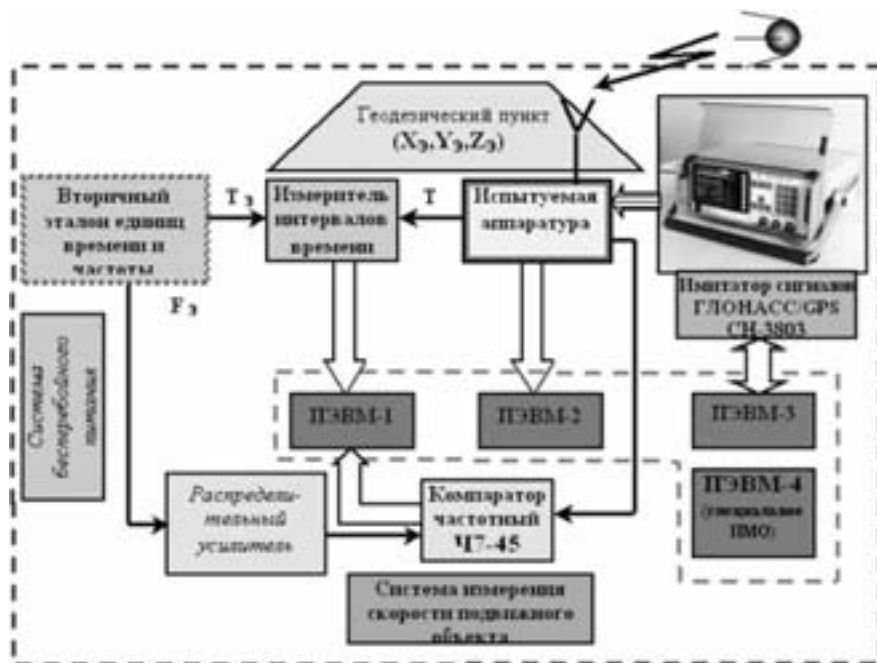 Геодезический пункт
(Xэ,Yэ,Zэ)
Вторичный
эталон единиц
времени и
частоты
Tэ
Измеритель
интервалов
времени
T
Испытуемая
аппаратура
Имитатор сигналов
ГЛОНАСС/GPS
СН-3803
Fэ
Система
бесперебойного
питания
ПЭВМ-1
ПЭВМ-2
ПЭВМ-3
ПЭВМ-4
(специальное
ПМО)
Распредели-
тельный
усилитель
Компаратор
частотный
Ч7-45
Система измерения
скорости подвижного
объекта